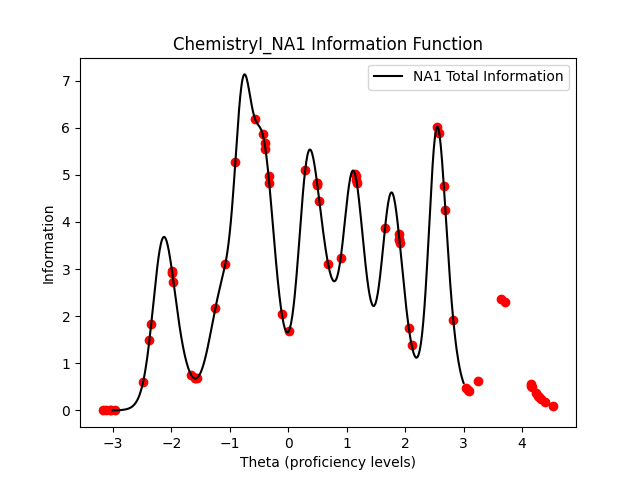 ChemistryI_NA1 Information Function
NA1 Total Information
Information
7
6
5
4
3
2
1
0
−3 −2 −1 0 1 2 3 4
Theta (proficiency levels)